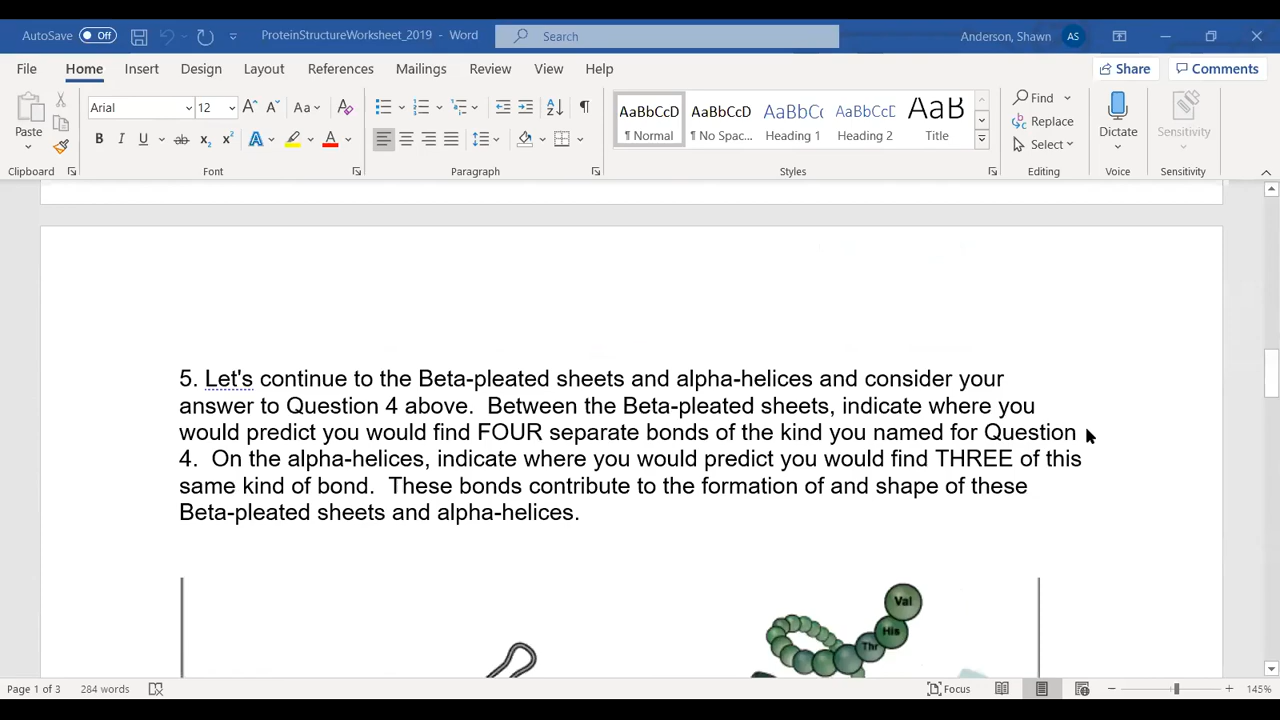 AutoSave Off ProteinStructureWorksheet_2019 - Word Search Anderson, Shawn AS
File Home Insert Design Layout References Mailings Review View Help Share Comments
Paste Arial 12 Aa AaBbCcD AaBbCcD AaBbCc AaBbCcD AaB Find Replace Select Dictate Sensitivity
B I U ab x2 x2 A A ¶ Normal ¶ No Spac... Heading 1 Heading 2 Title
Clipboard Font Paragraph Styles Editing Voice Sensitivity
5. Let's continue to the Beta-pleated sheets and alpha-helices and consider your
answer to Question 4 above. Between the Beta-pleated sheets, indicate where you
would predict you would find FOUR separate bonds of the kind you named for Question
4. On the alpha-helices, indicate where you would predict you would find THREE of this
same kind of bond. These bonds contribute to the formation of and shape of these
Beta-pleated sheets and alpha-helices.
Val
His
Thr
Page 1 of 3 284 words Focus 145%